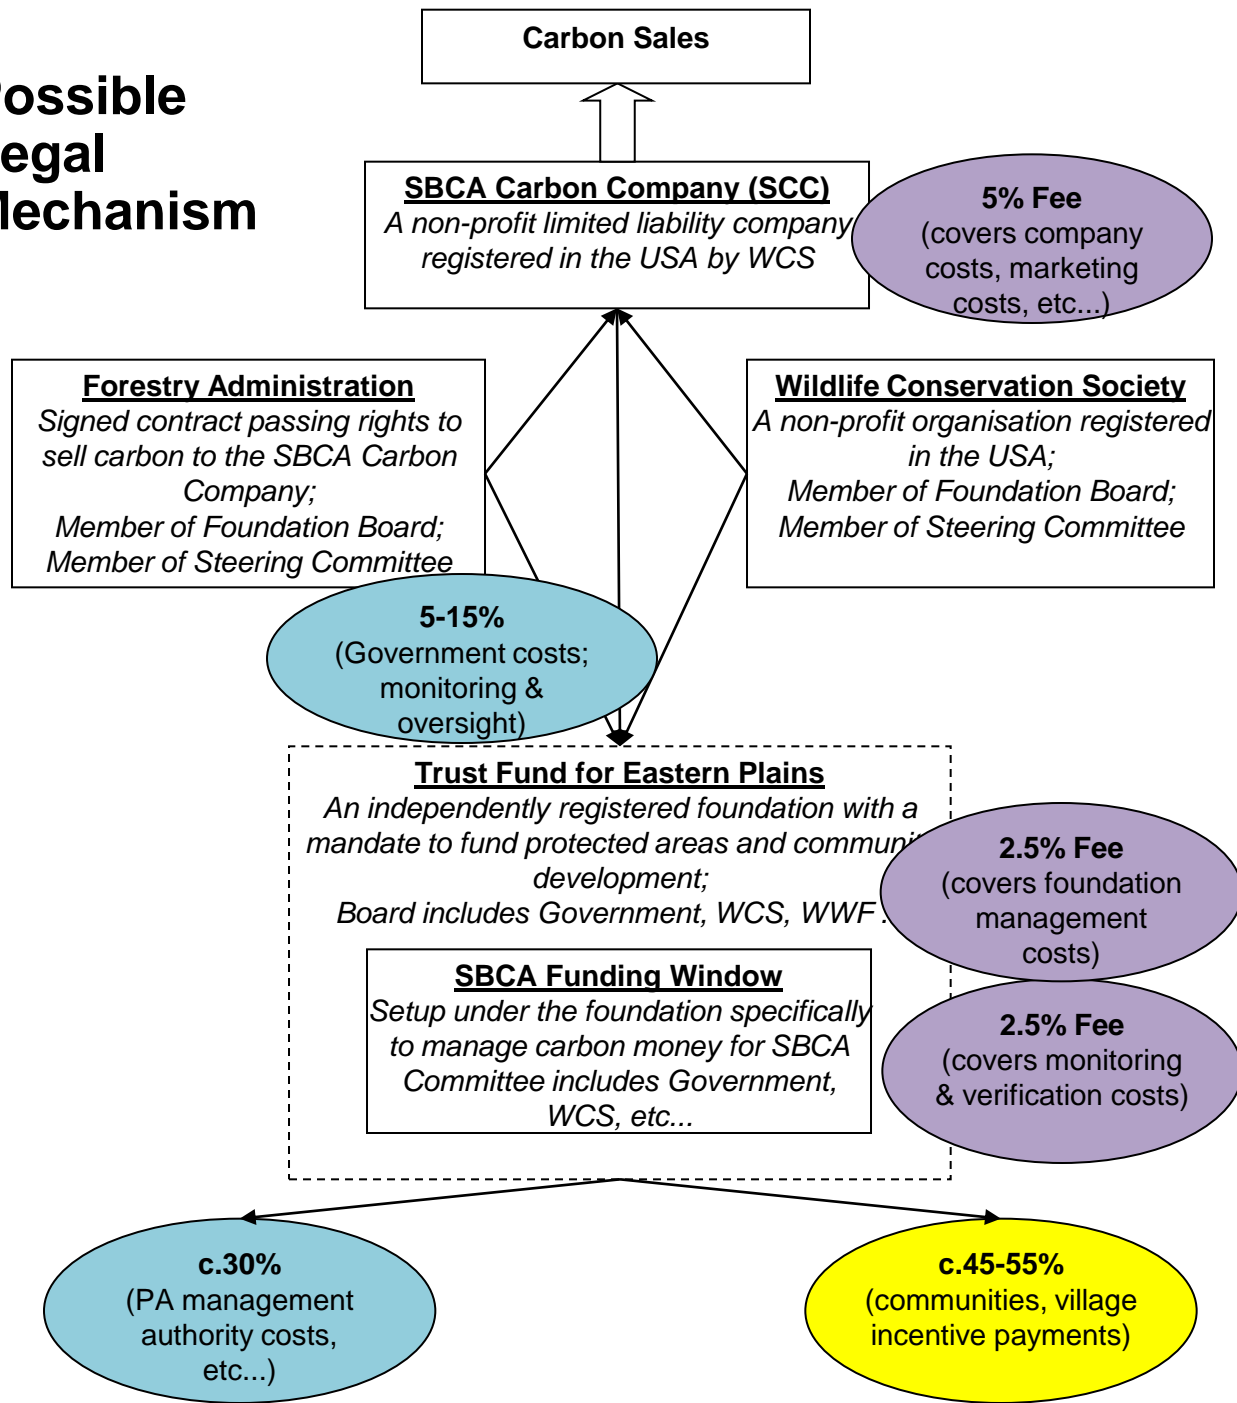 Carbon Sales
ossible
egal
echanism
SBCA Carbon Company (SCC)
A non-profit limited liability company
registered in the USA by WCS
5% Fee
(covers company
costs, marketing
costs, etc...)
Forestry Administration
Signed contract passing rights to
sell carbon to the SBCA Carbon
Company;
Member of Foundation Board;
Member of Steering Committee
Wildlife Conservation Society
A non-profit organisation registered
in the USA;
Member of Foundation Board;
Member of Steering Committee
5-15%
(Government costs;
monitoring &
oversight)
Trust Fund for Eastern Plains
An independently registered foundation with a
mandate to fund protected areas and communit
development;
Board includes Government, WCS, WWF .
2.5% Fee
(covers foundation
management
costs)
SBCA Funding Window
Setup under the foundation specifically
to manage carbon money for SBCA
Committee includes Government,
WCS, etc...
2.5% Fee
(covers monitoring
& verification costs)
c.30%
(PA management
authority costs,
etc...)
c.45-55%
(communities, village
incentive payments)